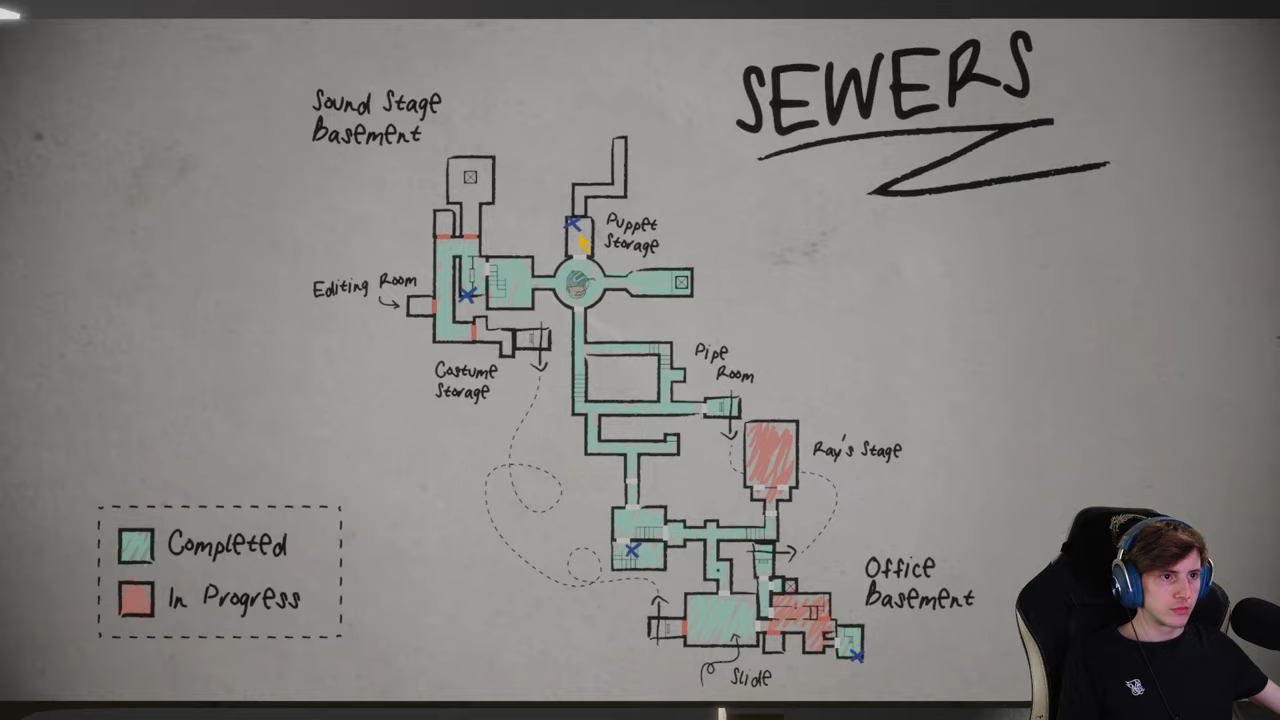 SEWERS
Sound Stage
Basement
Puppet
Storage
Editing Room
Costume
Storage
Pipe
Room
Ray's Stage
Completed
In Progress
Office
Basement
Slide